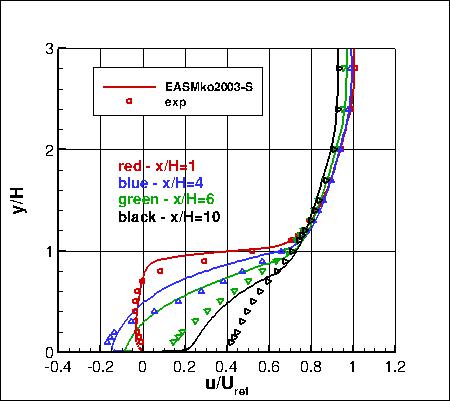 3
EASMko2003-S
exp
2
red - x/H=1
blue - x/H=4
green - x/H=6
black - x/H=10
y/H
1
0
-0.4 -0.2 0 0.2 0.4 0.6 0.8 1 1.2
u/Uref